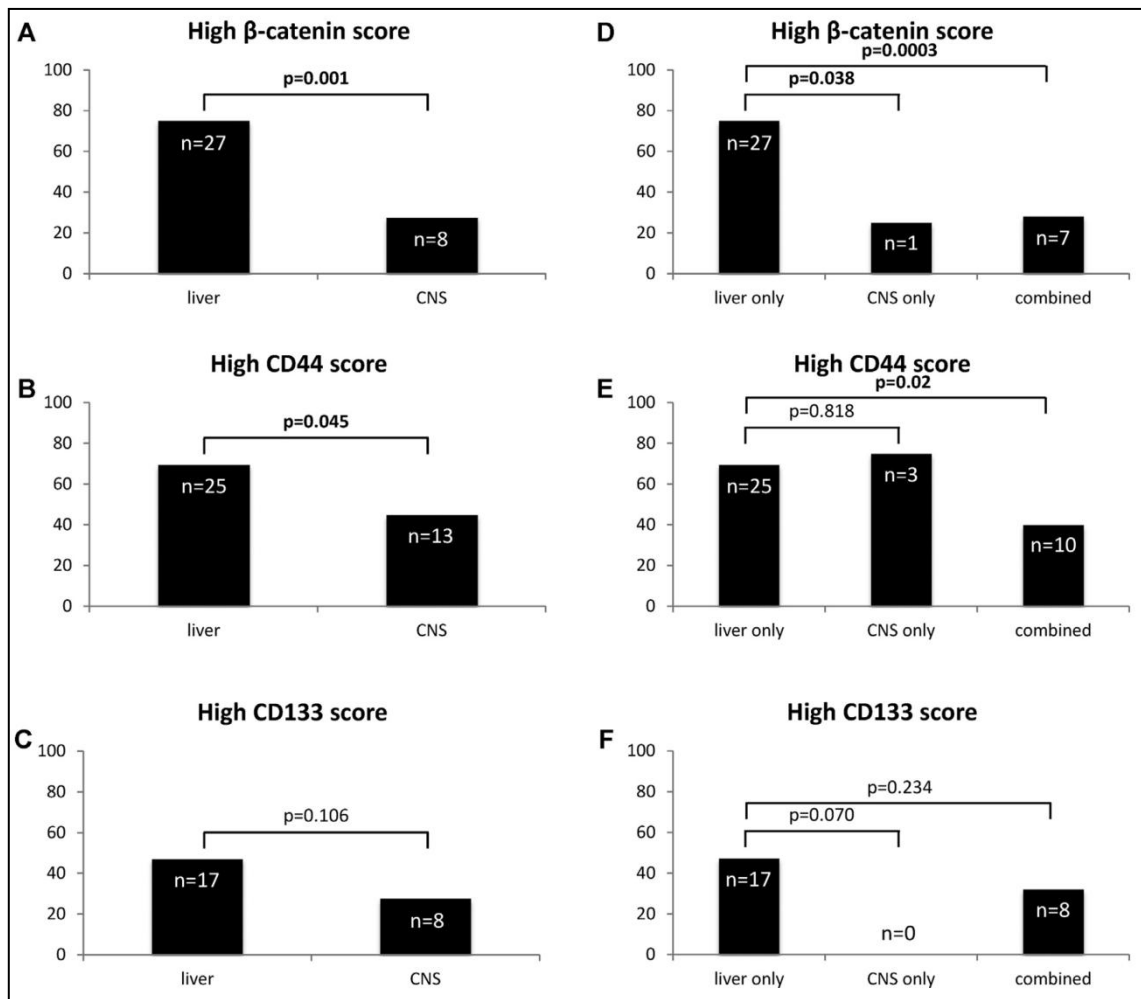 A
High β-catenin score
p=0.001
100
80
60
40
20
0
n=27
n=8
liver
CNS
D
High β-catenin score
p=0.0003
p=0.038
100
80
60
40
20
0
n=27
n=1
n=7
liver only
CNS only
combined
B
High CD44 score
p=0.045
100
80
60
40
20
0
n=25
n=13
liver
CNS
E
High CD44 score
p=0.02
p=0.818
100
80
60
40
20
0
n=25
n=3
n=10
liver only
CNS only
combined
C
High CD133 score
p=0.106
100
80
60
40
20
0
n=17
n=8
liver
CNS
F
High CD133 score
p=0.234
p=0.070
100
80
60
40
20
0
n=17
n=0
n=8
liver only
CNS only
combined